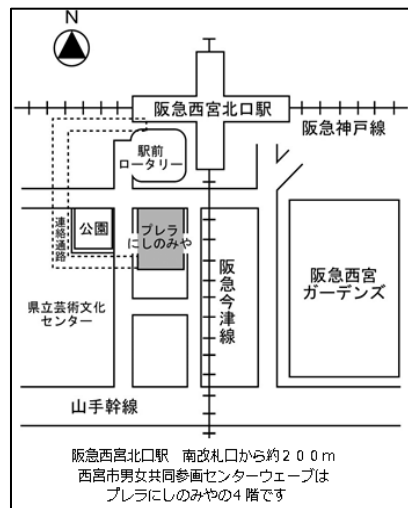 N
阪急西宮北口駅
阪急神戸線
駅前
ロータリー
連絡通路
公園
プレラ
にしのみや
阪急今津線
阪急西宮
ガーデンズ
県立芸術文化
センター
山手幹線
阪急西宮北口駅 南改札口から約200m
西宮市男女共同参画センターウェーブは
プレラにしのみやの4階です